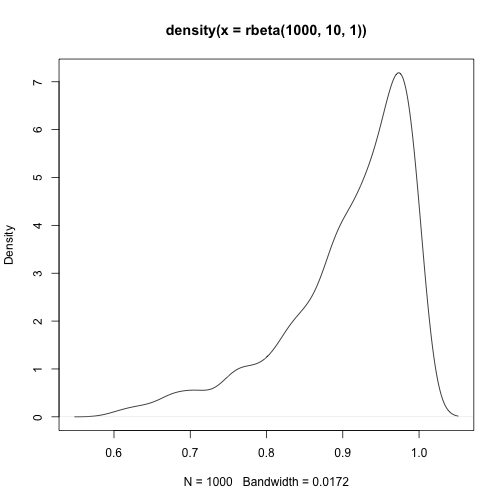 density(x = rbeta(1000, 10, 1))
Density
7
6
5
4
3
2
1
0
0.6 0.7 0.8 0.9 1.0
N = 1000 Bandwidth = 0.0172